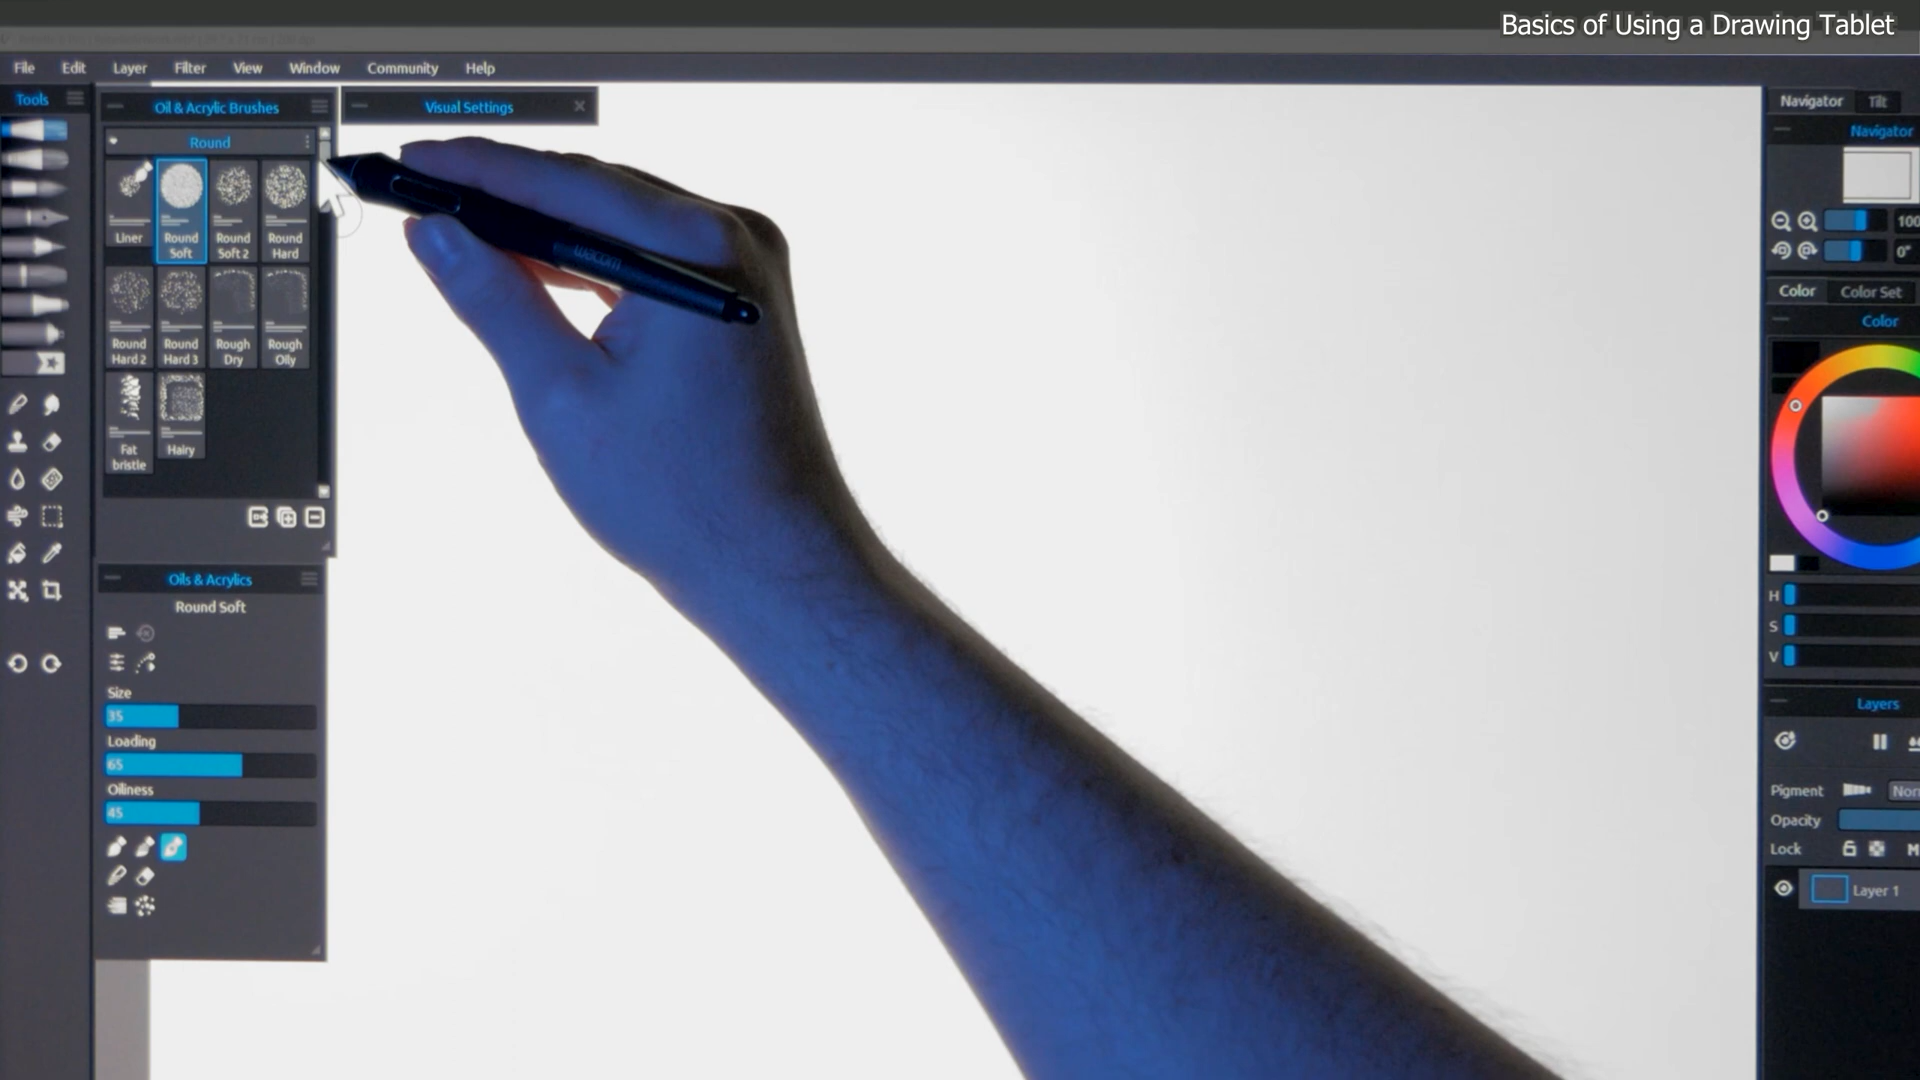 Basics of Using a Drawing Tablet
File Edit Layer Filter View Window Community Help
Tools
Oil & Acrylic Brushes
Visual Settings
Round
Liner
Round Soft
Round Soft 2
Round Hard
Round Hard 2
Round Hard 3
Rough Dry
Rough Oily
Fat bristle
Hairy
wacom
Oils & Acrylics
Round Soft
Size
35
Loading
65
Oiliness
45
Navigator Tilt
Navigator
100
0°
Color Color Set
Color
H
S
V
Layers
Pigment Nor
Opacity
Lock M
Layer 1